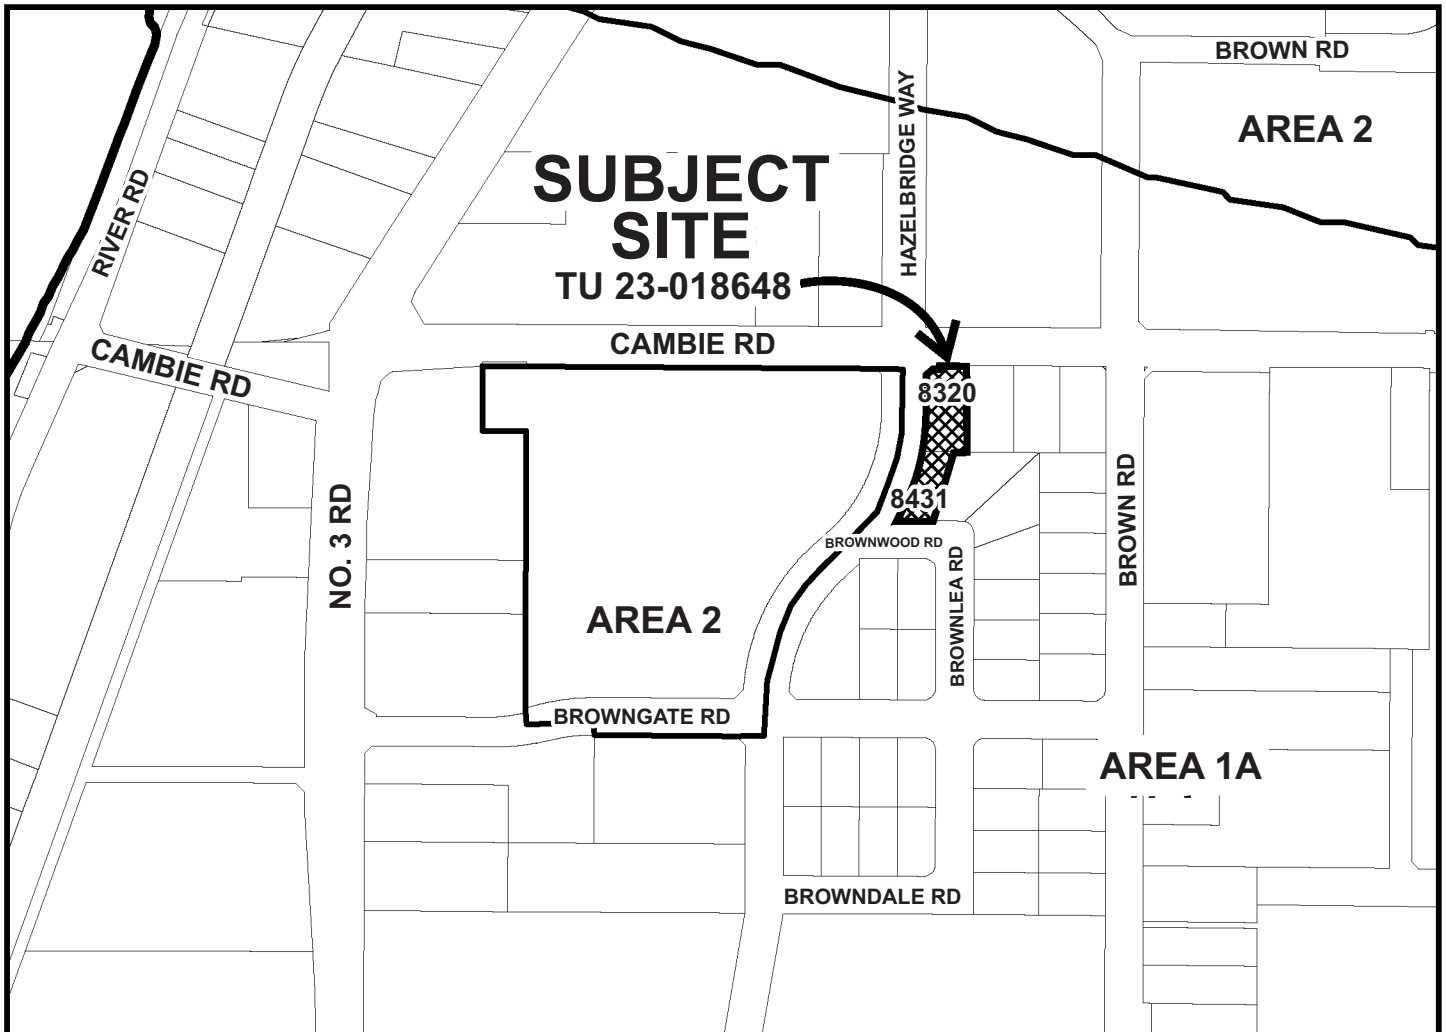 BROWN RD
HAZELBRIDGE WAY
AREA 2
SUBJECT
SITE
TU 23-018648
RIVER RD
CAMBIE RD
CAMBIE RD
8320
8431
NO. 3 RD
BROWN RD
BROWNWOOD RD
BROWNLEA RD
AREA 2
BROWNGATE RD
AREA 1A
BROWNDALE RD